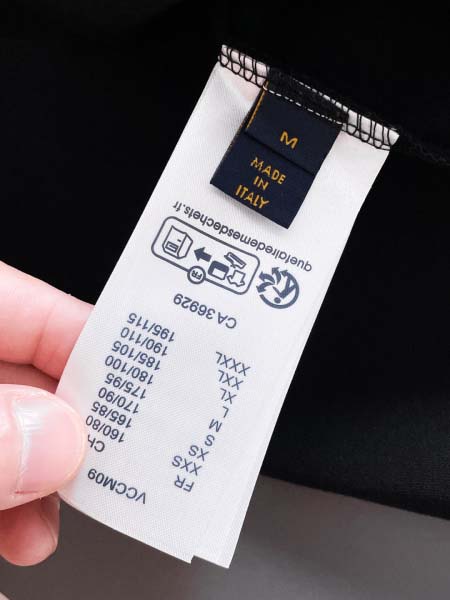 M
MADE
IN
ITALY
VCCM09
FR CH
XXS 160/80
XS 165/85
S 170/90
M 175/95
L 180/100
XL 185/105
XXL 190/110
XXXL 195/115
CA 36929
FR
quefairedemesdechets.fr